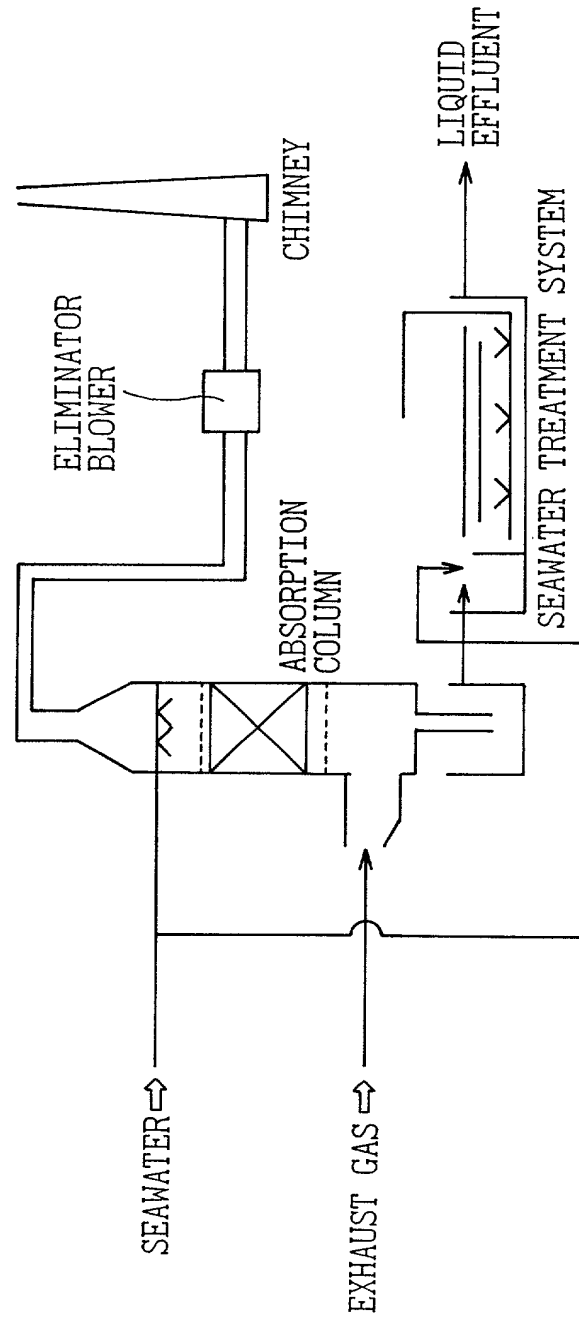 SEAWATER
EXHAUST GAS
ABSORPTION
COLUMN
ELIMINATOR
BLOWER
CHIMNEY
SEAWATER TREATMENT SYSTEM
LIQUID
EFFLUENT